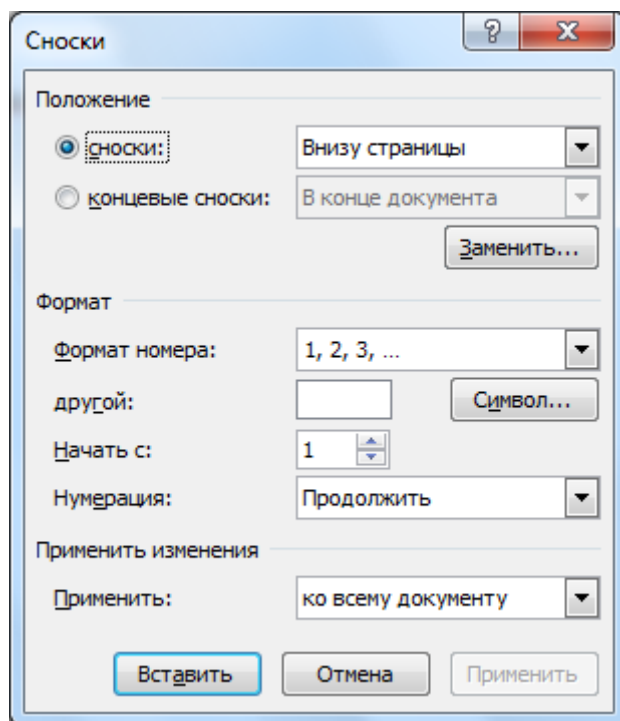 Сноски
Положение
сноски: Внизу страницы
концевые сноски: В конце документа
Заменить...
Формат
Формат номера: 1, 2, 3, ...
другой: Символ...
Начать с: 1
Нумерация: Продолжить
Применить изменения
Применить: ко всему документу
Вставить Отмена Применить